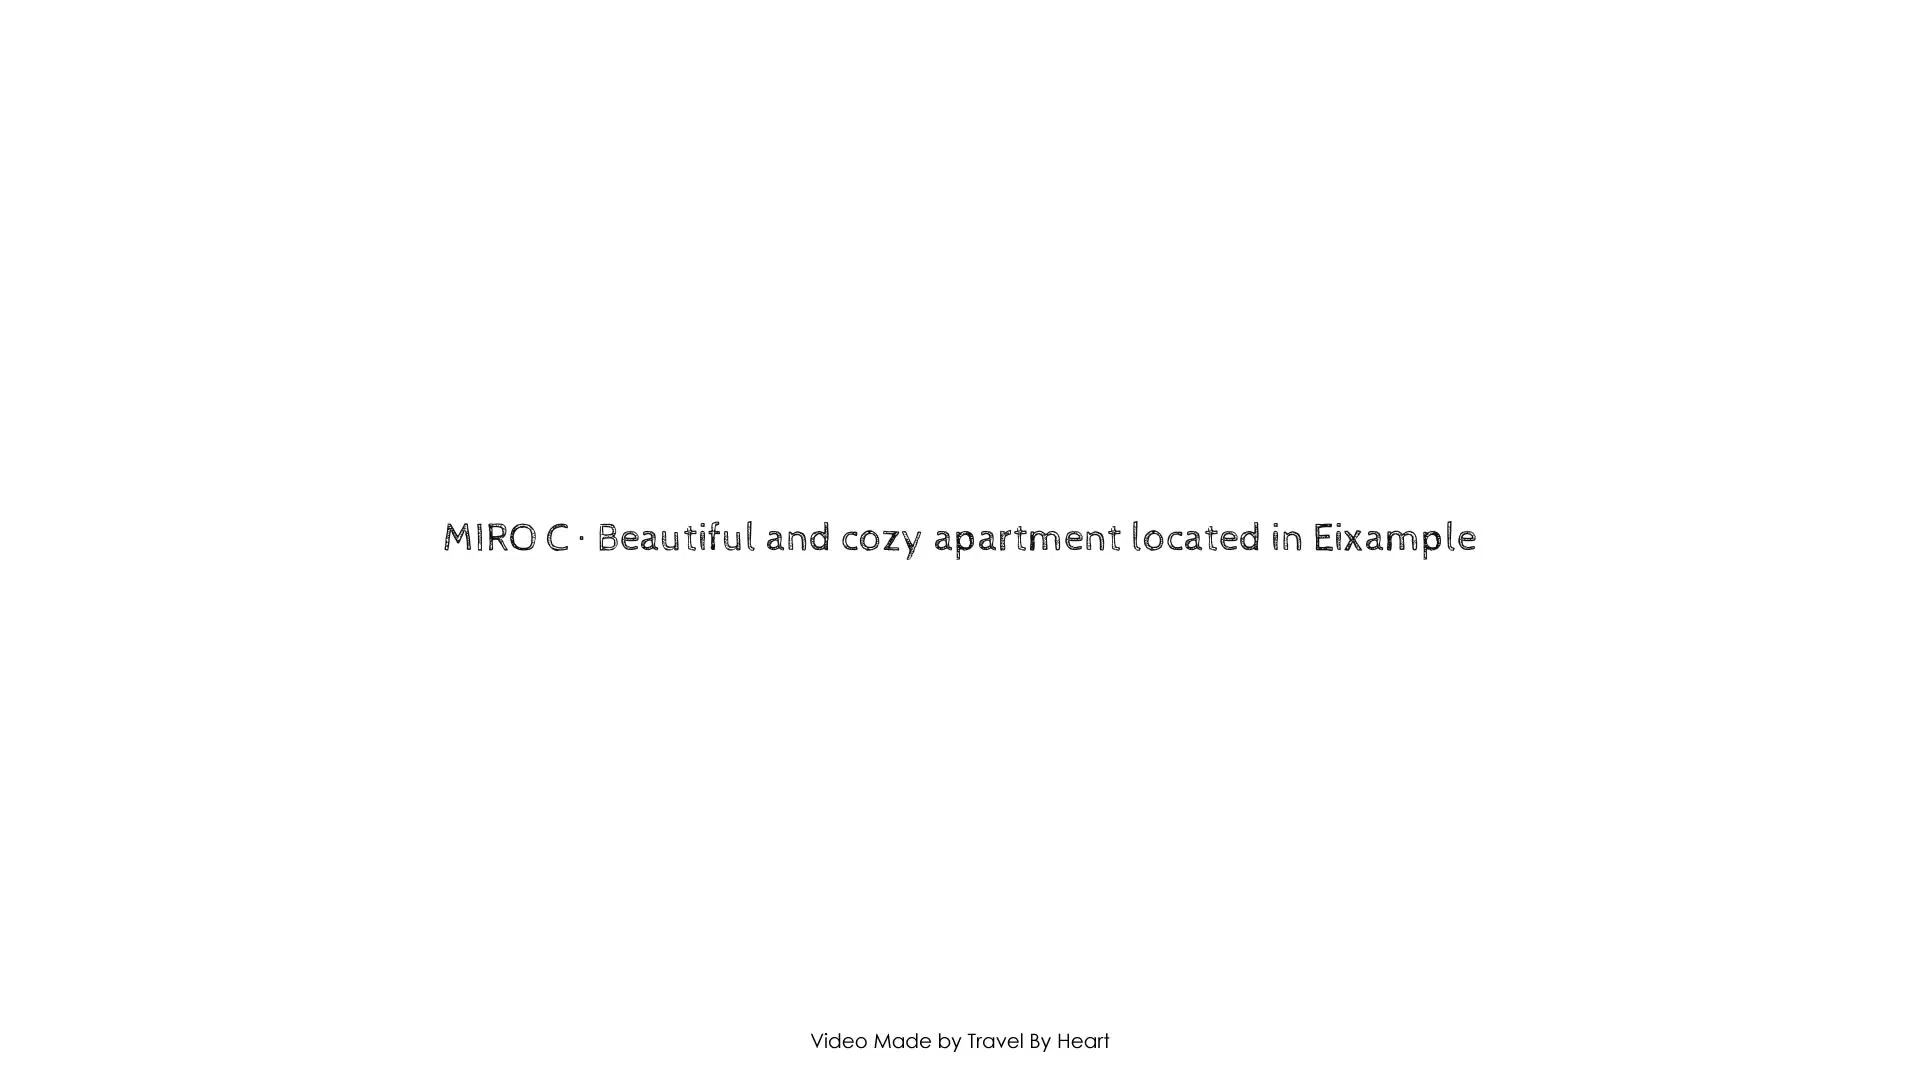 MIRO C · Beautiful and cozy apartment located in Eixample
Video Made by Travel By Heart